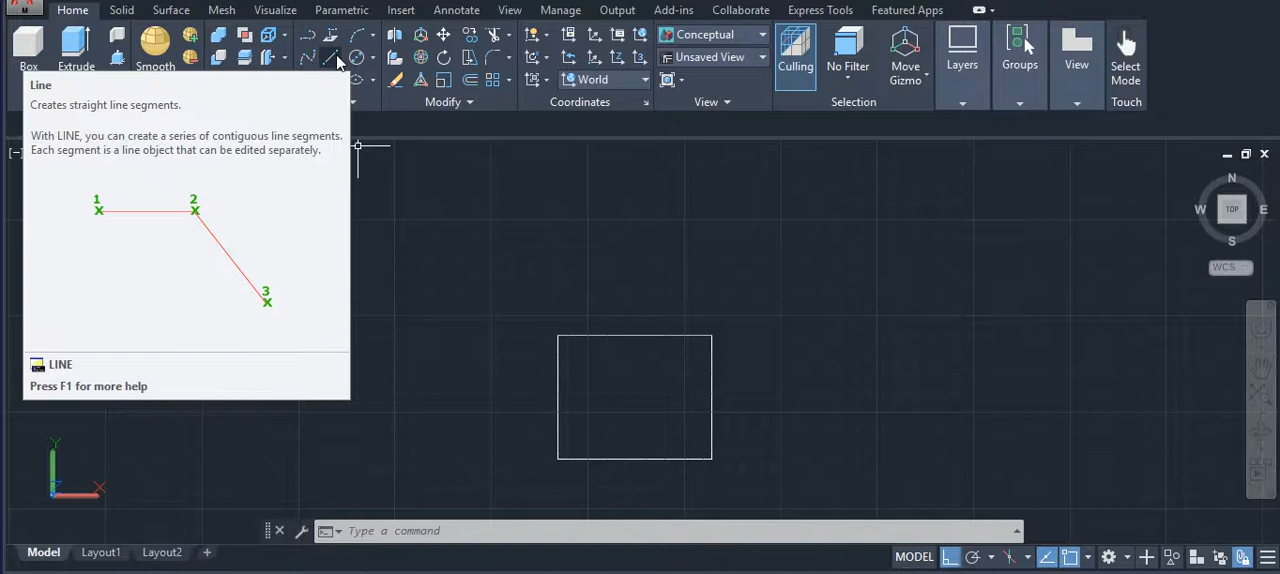 Home Solid Surface Mesh Visualize Parametric Insert Annotate View Manage Output Add-ins Collaborate Express Tools Featured Apps
M
Conceptual
Unsaved View
World
Box Extrude Smooth
Culling No Filter Move
Gizmo Layers Groups View Select
Mode
Modify Coordinates View Selection Touch
Line
Creates straight line segments.
With LINE, you can create a series of contiguous line segments.
Each segment is a line object that can be edited separately.
1 2
3
LINE
Press F1 for more help
[−]
N
W TOP E
S
WCS
Y
X
Type a command
Model Layout1 Layout2 +
MODEL